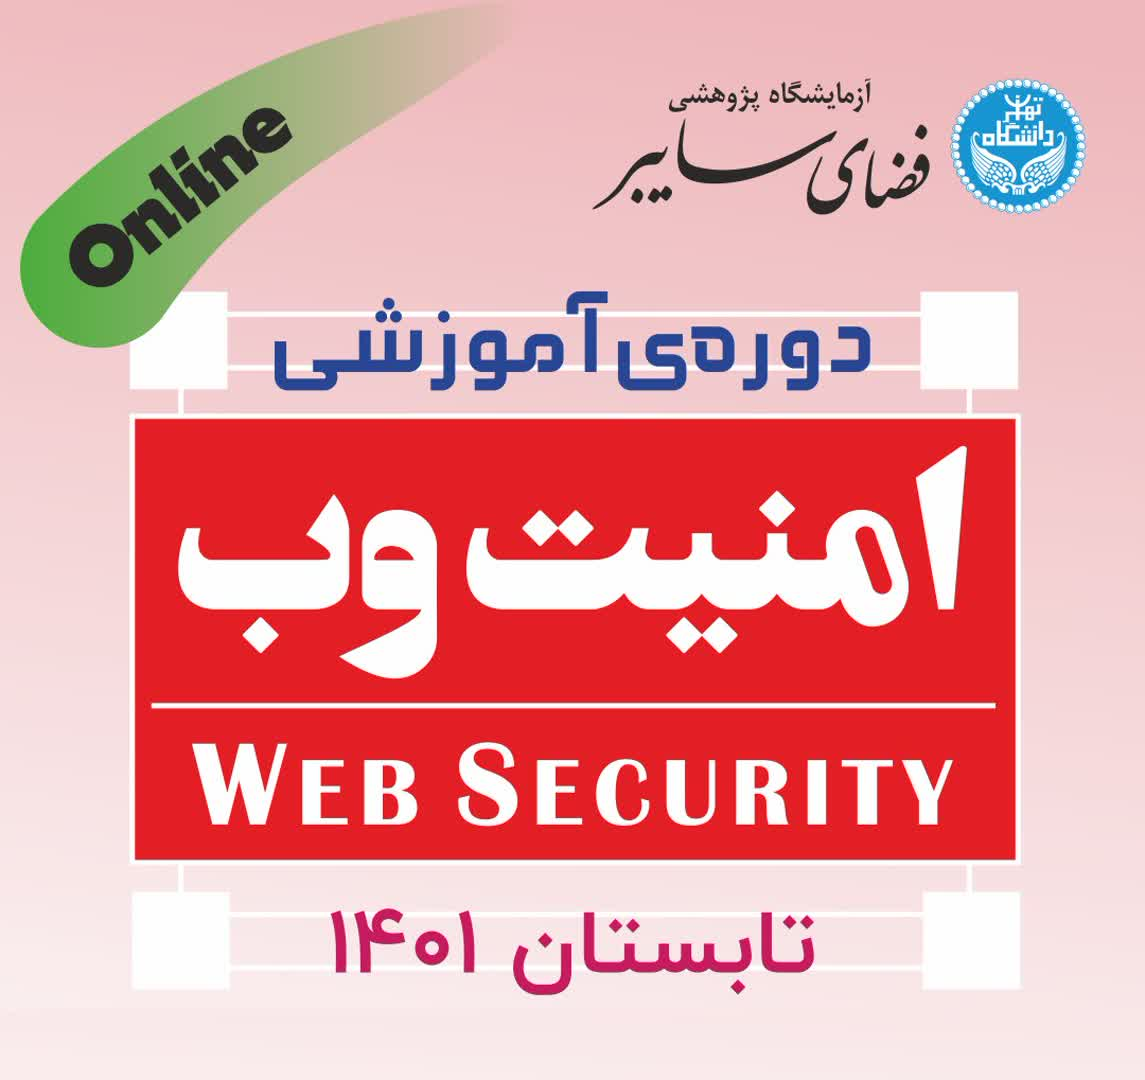 Online
آزمایشگاه پژوهشی
فضای سایبر
دانشگاه تهران
دوره‌ی آموزشی
امنیت وب
WEB SECURITY
تابستان ۱۴۰۱